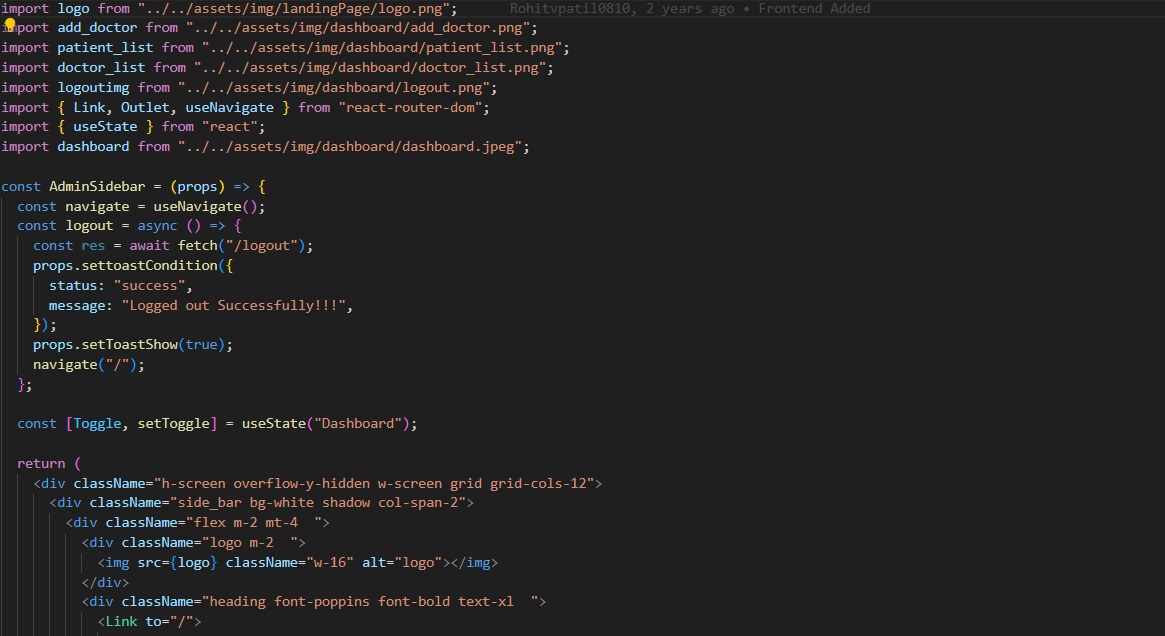 import logo from "../../assets/img/landingPage/logo.png"; Rohitvpatil0810, 2 years ago • Frontend Added
import add_doctor from "../../assets/img/dashboard/add_doctor.png";
import patient_list from "../../assets/img/dashboard/patient_list.png";
import doctor_list from "../../assets/img/dashboard/doctor_list.png";
import logoutimg from "../../assets/img/dashboard/logout.png";
import { Link, Outlet, useNavigate } from "react-router-dom";
import { useState } from "react";
import dashboard from "../../assets/img/dashboard/dashboard.jpeg";

const AdminSidebar = (props) => {
  const navigate = useNavigate();
  const logout = async () => {
    const res = await fetch("/logout");
    props.settoastCondition({
      status: "success",
      message: "Logged out Successfully!!!",
    });
    props.setToastShow(true);
    navigate("/");
  };

  const [Toggle, setToggle] = useState("Dashboard");

  return (
    <div className="h-screen overflow-y-hidden w-screen grid grid-cols-12">
      <div className="side_bar bg-white shadow col-span-2">
        <div className="flex m-2 mt-4  ">
          <div className="logo m-2  ">
            <img src={logo} className="w-16" alt="logo"></img>
          </div>
          <div className="heading font-poppins font-bold text-xl  ">
            <Link to="/">